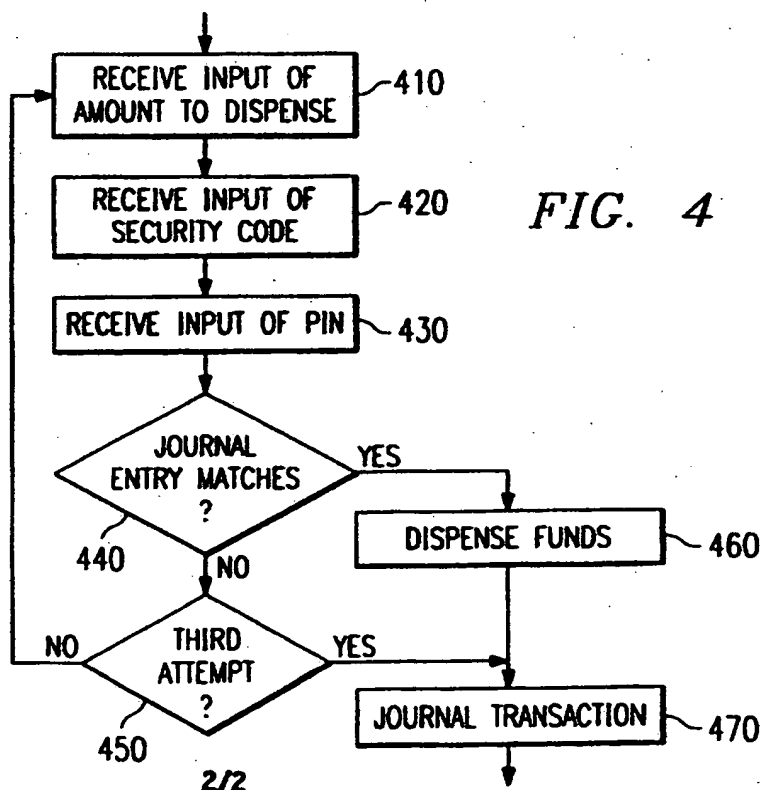 RECEIVE INPUT OF
AMOUNT TO DISPENSE
410
RECEIVE INPUT OF
SECURITY CODE
420
FIG. 4
RECEIVE INPUT OF PIN
430
JOURNAL
ENTRY MATCHES
?
YES
440
NO
DISPENSE FUNDS
460
NO
THIRD
ATTEMPT
?
YES
450
JOURNAL TRANSACTION
470
2/2